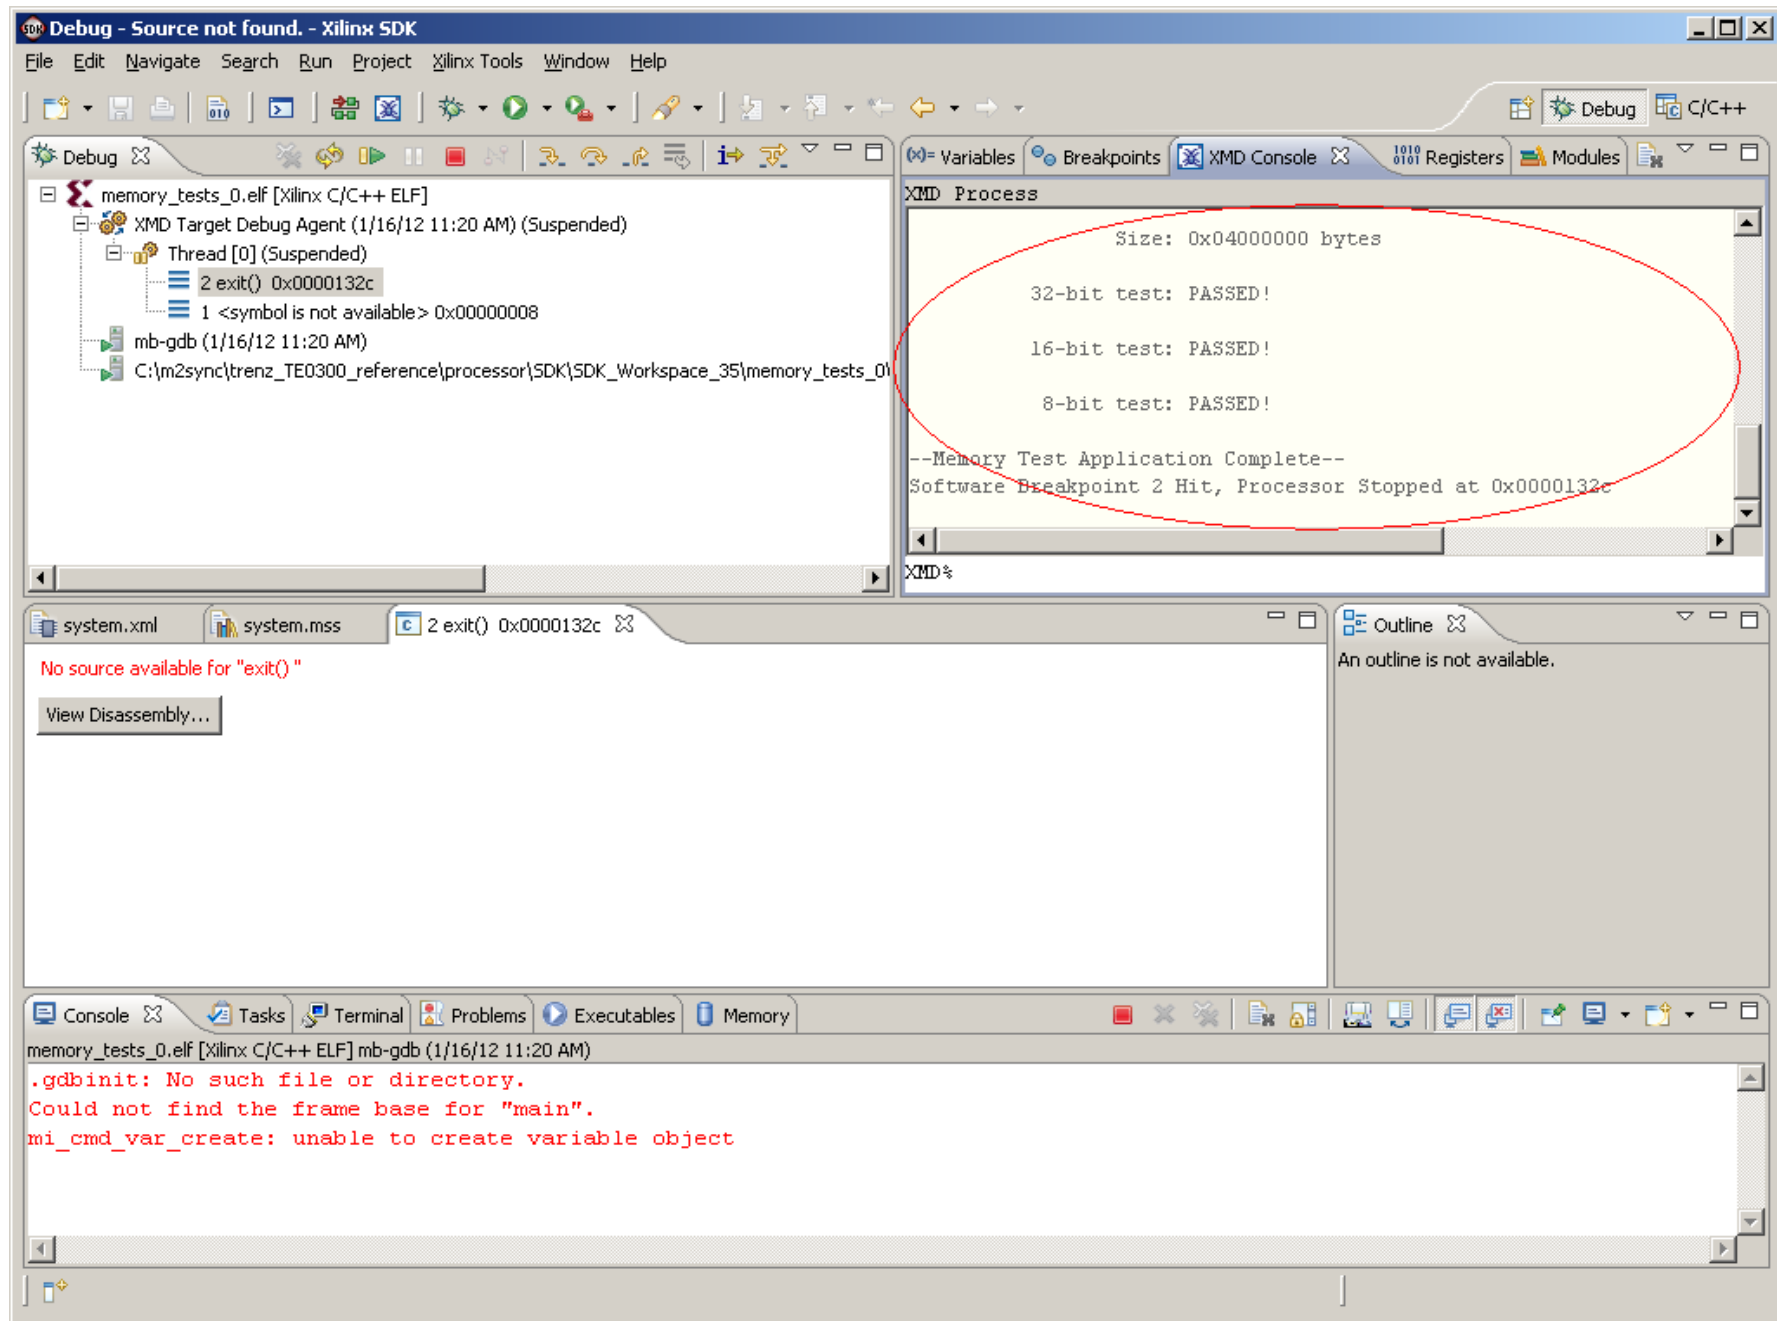 Debug - Source not found. - Xilinx SDK
File Edit Navigate Search Run Project Xilinx Tools Window Help
Debug C/C++
Debug
memory_tests_0.elf [Xilinx C/C++ ELF]
XMD Target Debug Agent (1/16/12 11:20 AM) (Suspended)
Thread [0] (Suspended)
2 exit() 0x0000132c
1 <symbol is not available> 0x00000008
mb-gdb (1/16/12 11:20 AM)
C:\m2sync\trenz_TE0300_reference\processor\SDK\SDK_Workspace_35\memory_tests_0\
(x)= Variables Breakpoints XMD Console 1010 0101 Registers Modules
XMD Process
Size: 0x04000000 bytes
32-bit test: PASSED!
16-bit test: PASSED!
8-bit test: PASSED!
--Memory Test Application Complete--
Software Breakpoint 2 Hit, Processor Stopped at 0x0000132c
XMD%
system.xml system.mss 2 exit() 0x0000132c
No source available for "exit() "
View Disassembly...
Outline
An outline is not available.
Console Tasks Terminal Problems Executables Memory
memory_tests_0.elf [Xilinx C/C++ ELF] mb-gdb (1/16/12 11:20 AM)
.gdbinit: No such file or directory.
Could not find the frame base for "main".
mi_cmd_var_create: unable to create variable object